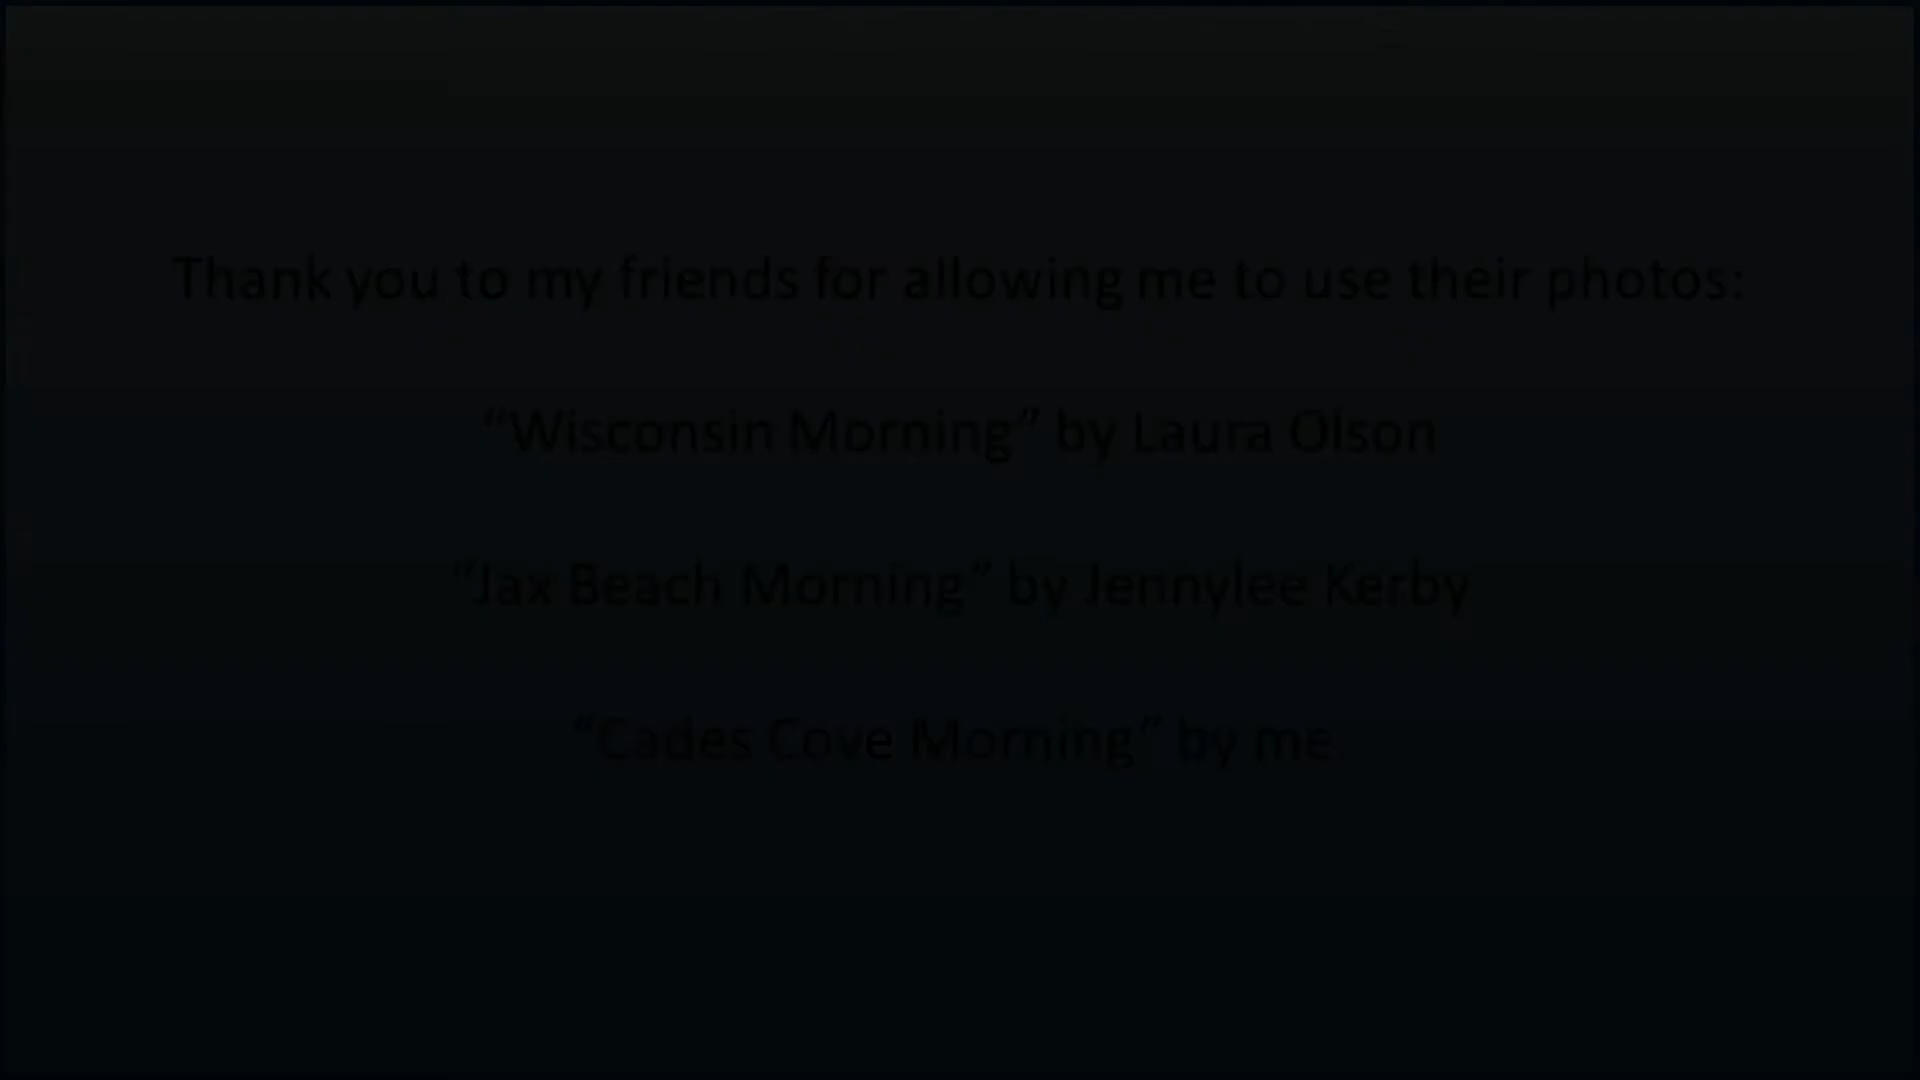 Thank you to my friends for allowing me to use their photos:
“Wisconsin Morning” by Laura Olson
“Jax Beach Morning” by Jennylee Kerby
“Cades Cove Morning” by me